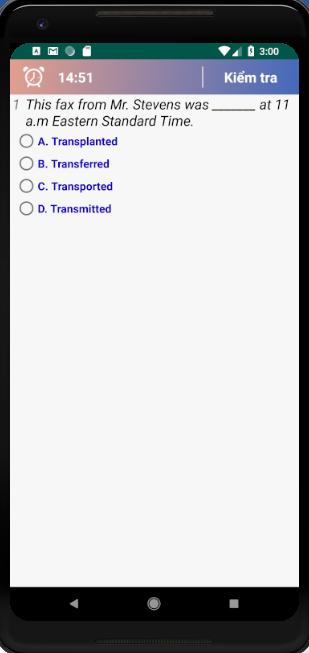 3:00
14:51 Kiểm tra
1 This fax from Mr. Stevens was _______ at 11
a.m Eastern Standard Time.
A. Transplanted
B. Transferred
C. Transported
D. Transmitted